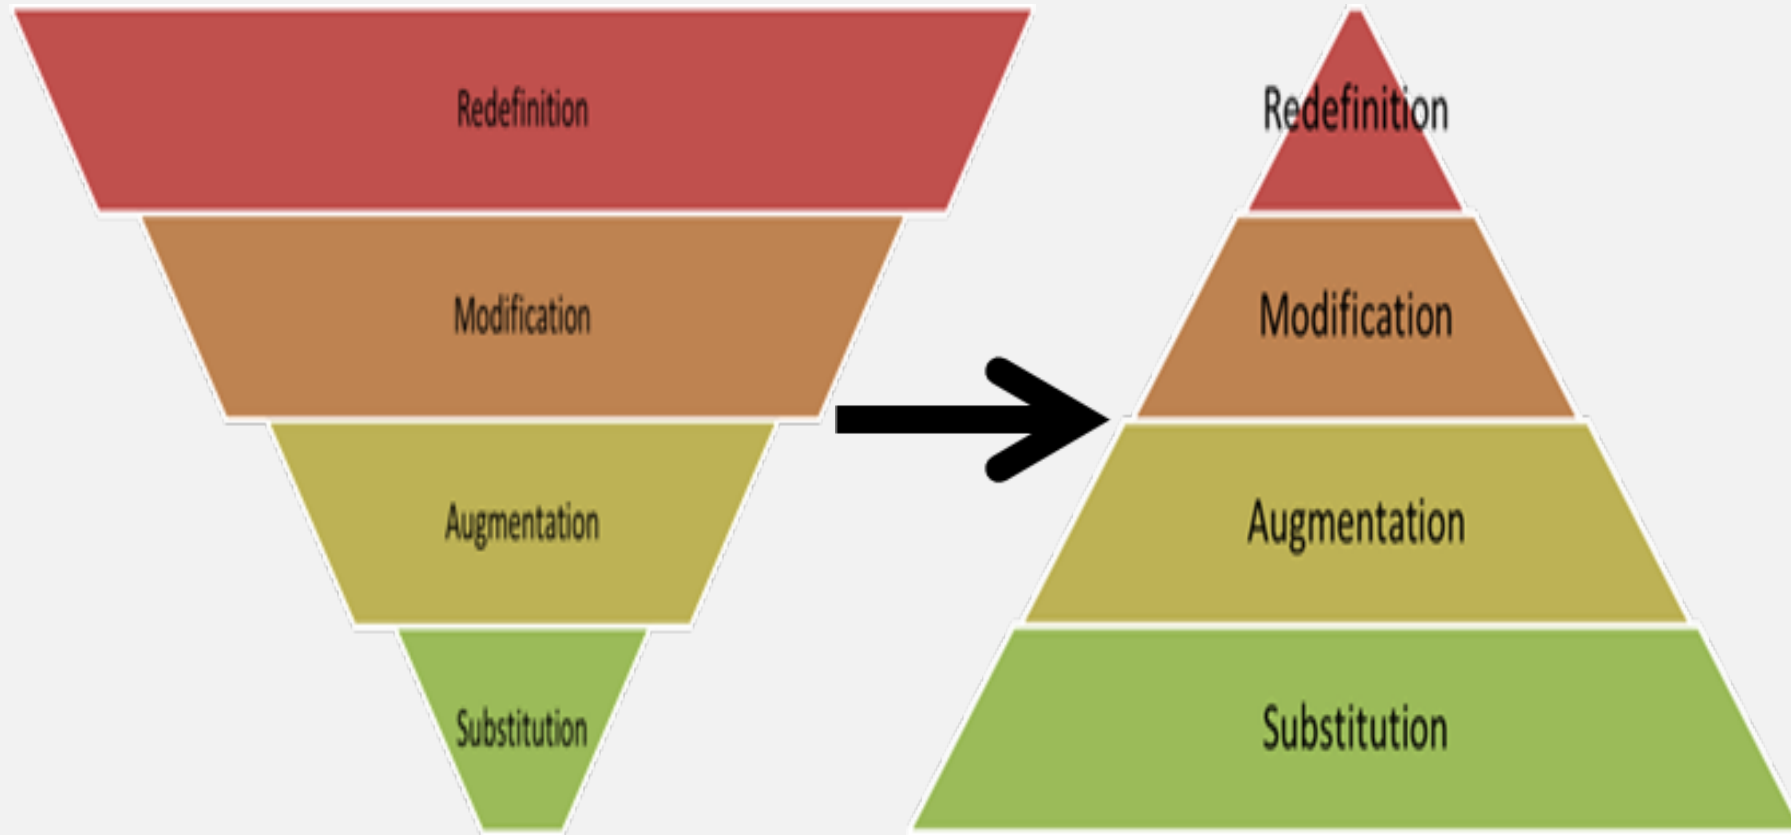 Redefinition
Modification
Augmentation
Substitution
Redefinition
Modification
Augmentation
Substitution